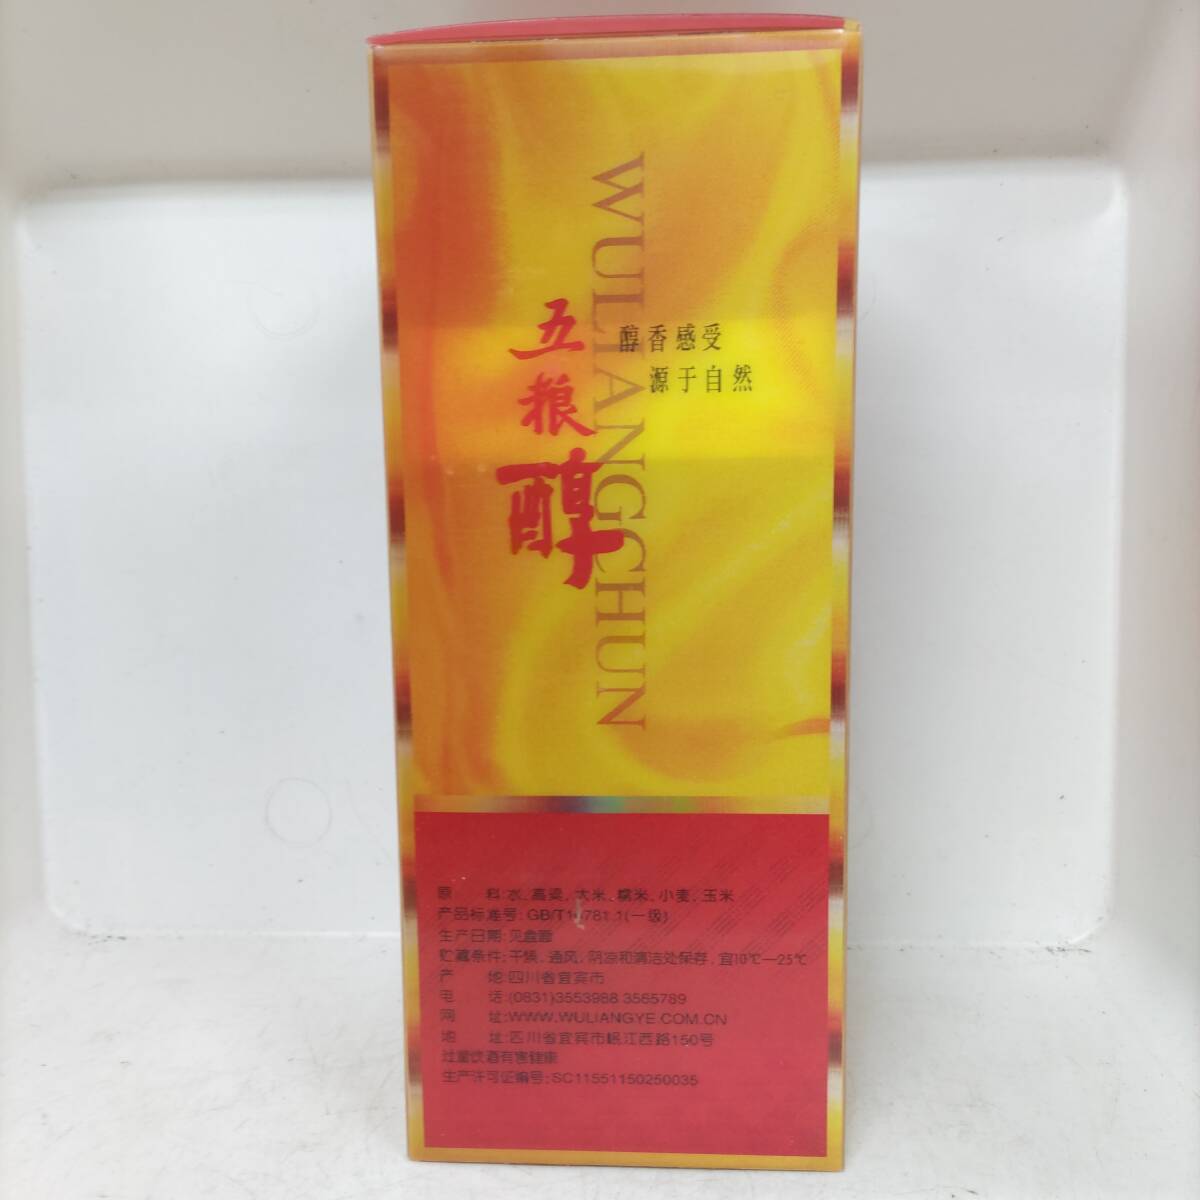 WULIANGCHUN
五粮醇
醇香感受
源于自然
原 料:水、高粱、大米、糯米、小麦、玉米
产品标准号:GB/T10781.1(一级)
生产日期:见盒面
贮藏条件:干燥、通风、阴凉和清洁处保存,宜10℃—25℃
产 地:四川省宜宾市
电 话:(0831)3553988 3565789
网 址:WWW.WULIANGYE.COM.CN
地 址:四川省宜宾市岷江西路150号
过量饮酒有害健康
生产许可证编号:SC11551150250035